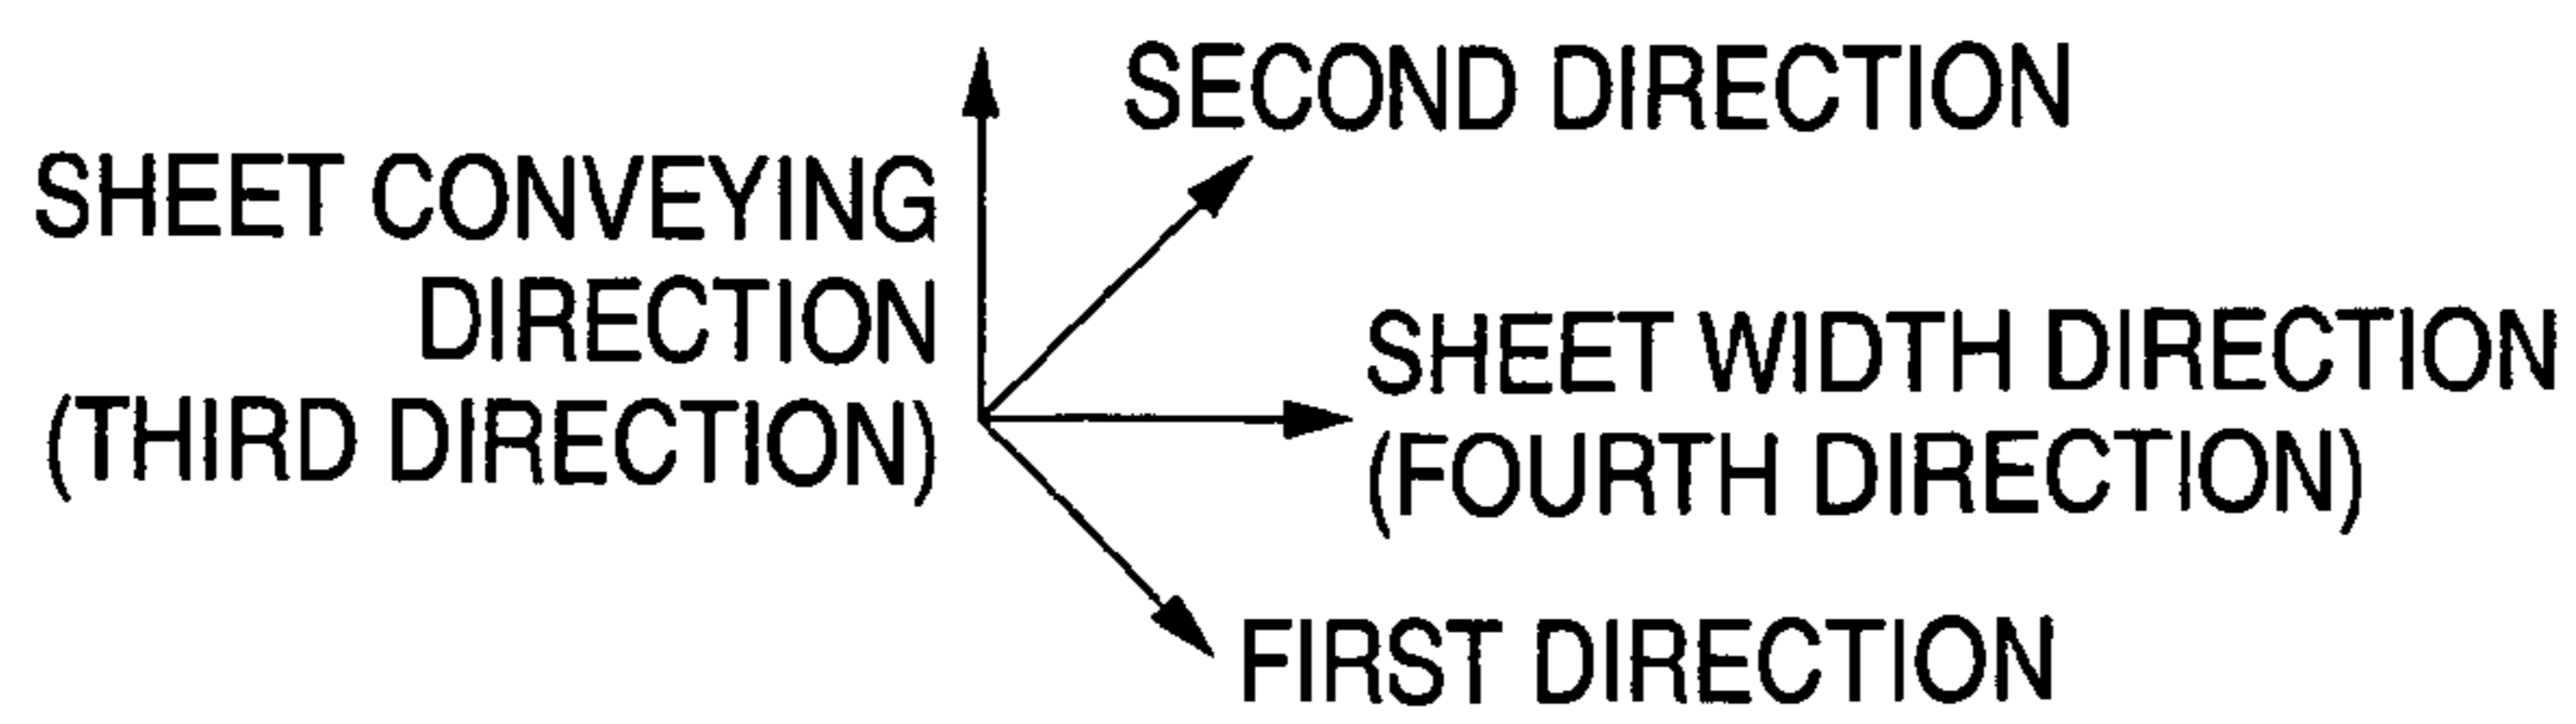 SECOND DIRECTION
SHEET CONVEYING
DIRECTION
(THIRD DIRECTION)
SHEET WIDTH DIRECTION
(FOURTH DIRECTION)
FIRST DIRECTION